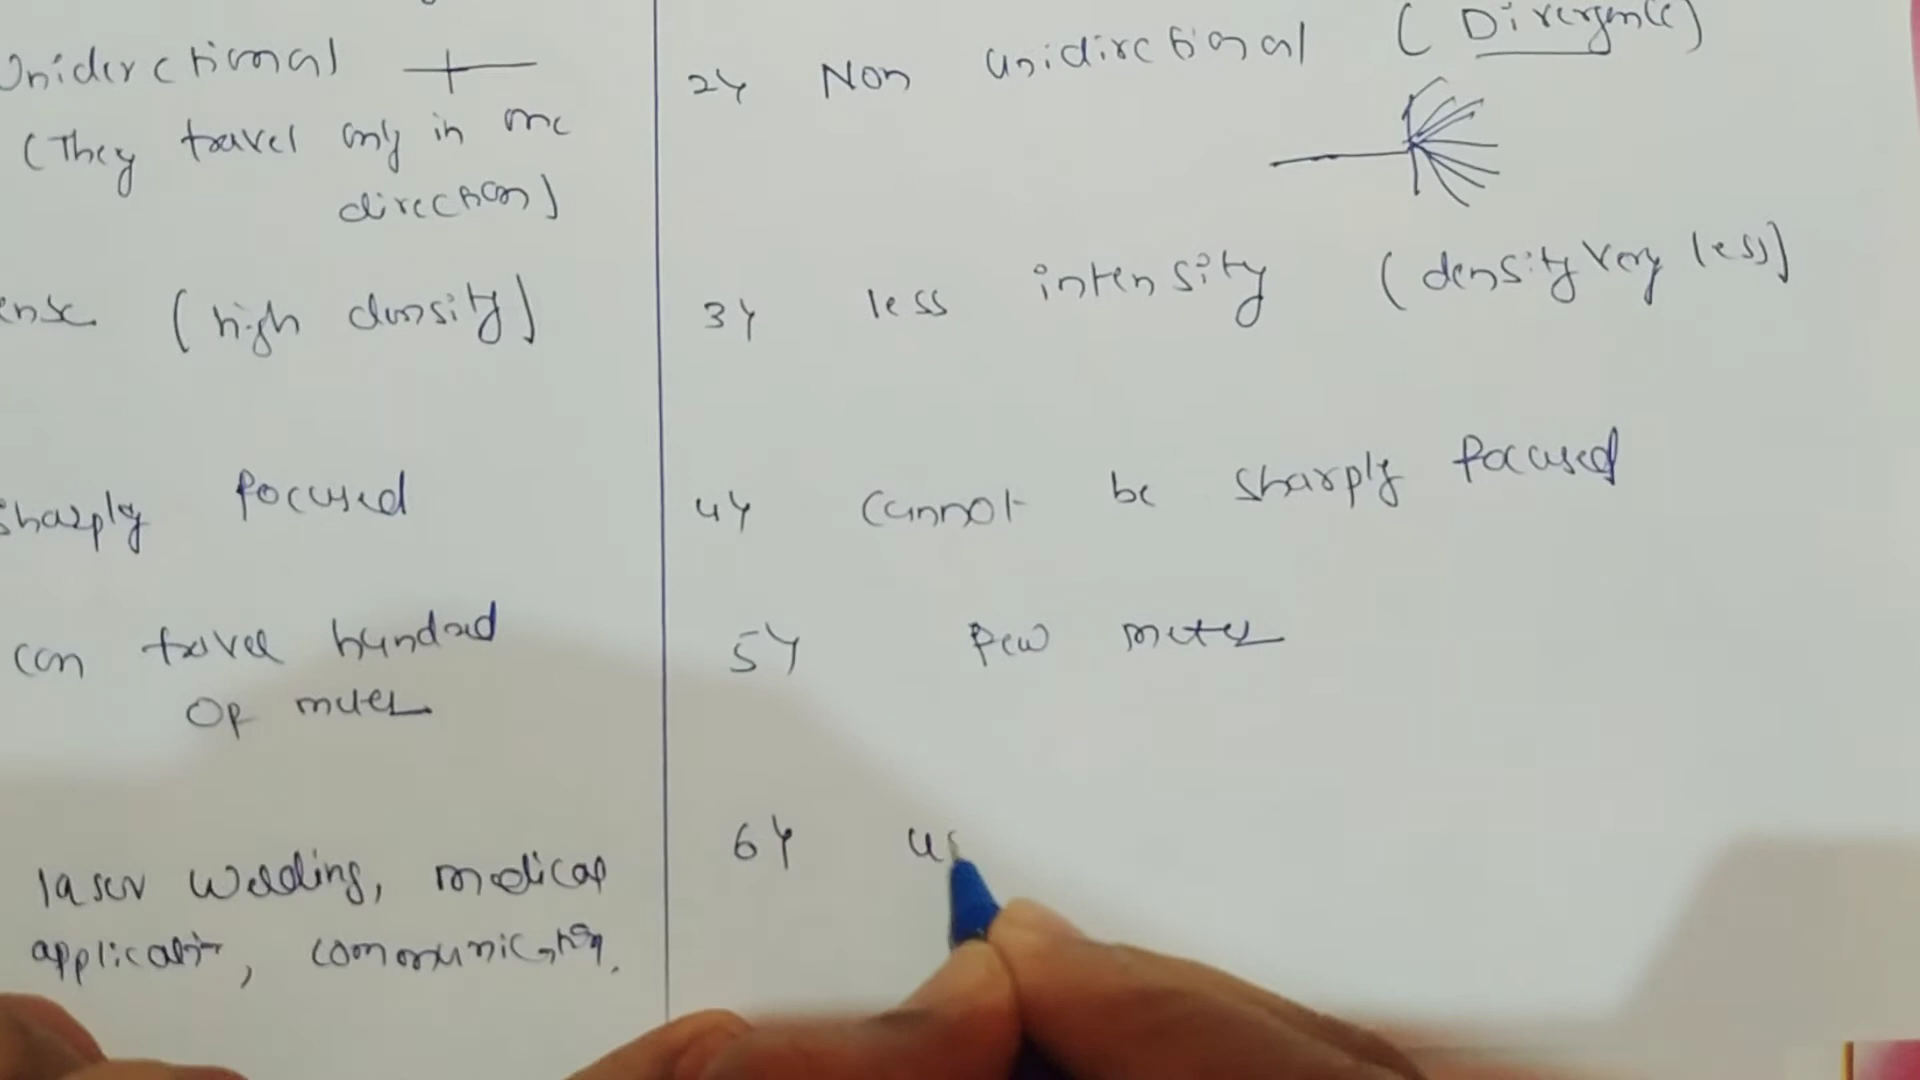 Unidirectional
(They travel only in one
direction)
(high density)
sharply focused
can travel hundred
of meter
laser welding, medical
application, communication.
2) Non unidirectional (Divergence)
3) less intensity (density very less)
4) cannot be sharply focused
5) few meter
6) us